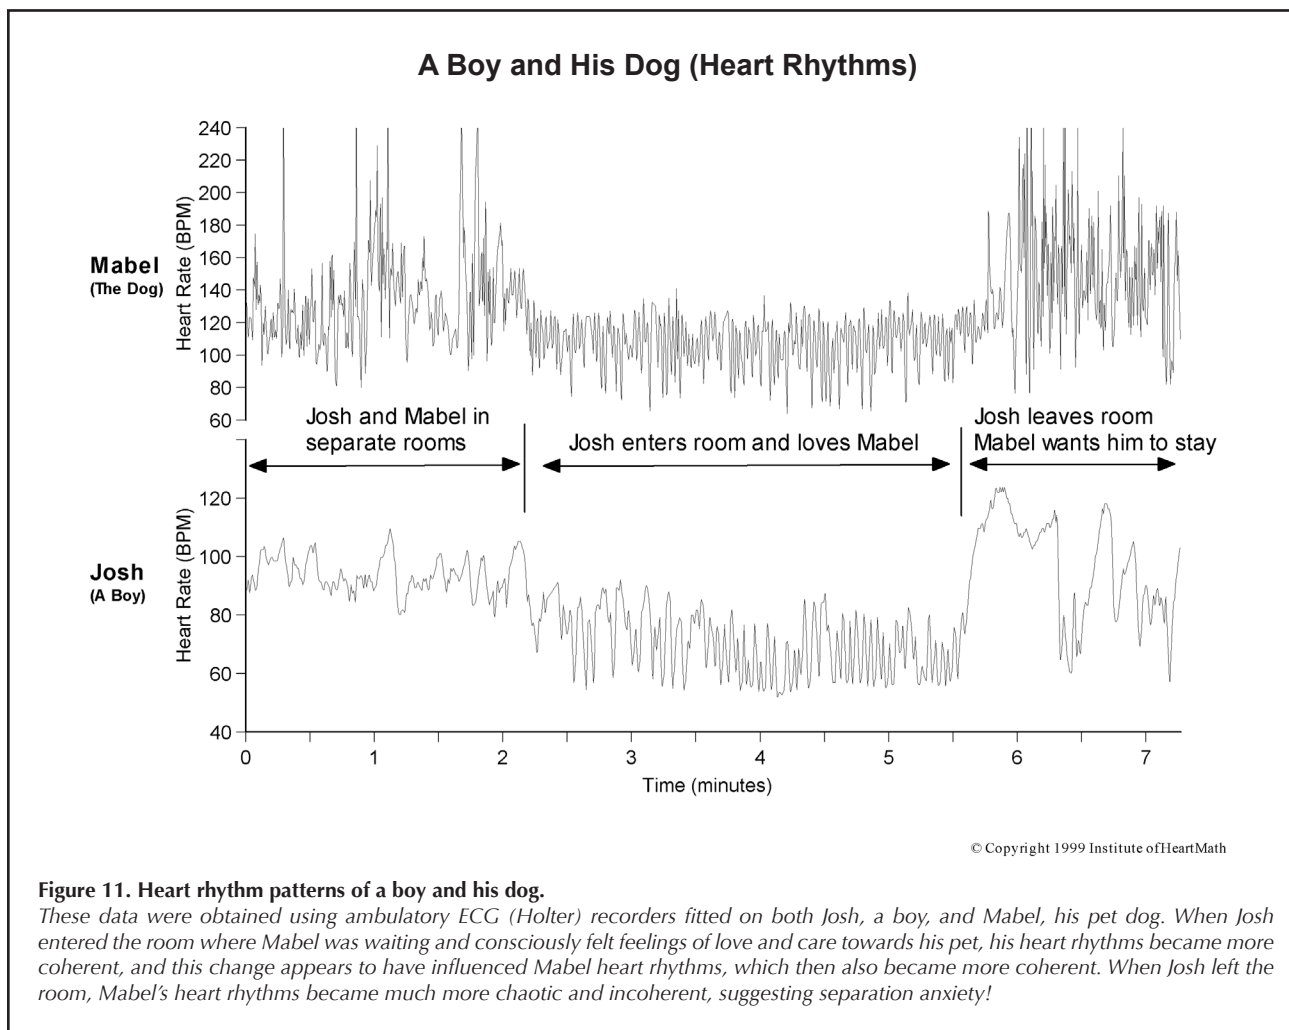 A Boy and His Dog (Heart Rhythms)
240
220
200
180
160
140
120
100
80
60
Heart Rate (BPM)
Mabel
(The Dog)
Josh and Mabel in
separate rooms
Josh enters room and loves Mabel
Josh leaves room
Mabel wants him to stay
120
100
80
60
40
Heart Rate (BPM)
Josh
(A Boy)
0 1 2 3 4 5 6 7
Time (minutes)
© Copyright 1999 Institute of HeartMath
Figure 11. Heart rhythm patterns of a boy and his dog.
These data were obtained using ambulatory ECG (Holter) recorders fitted on both Josh, a boy, and Mabel, his pet dog. When Josh
entered the room where Mabel was waiting and consciously felt feelings of love and care towards his pet, his heart rhythms became more
coherent, and this change appears to have influenced Mabel heart rhythms, which then also became more coherent. When Josh left the
room, Mabel's heart rhythms became much more chaotic and incoherent, suggesting separation anxiety!